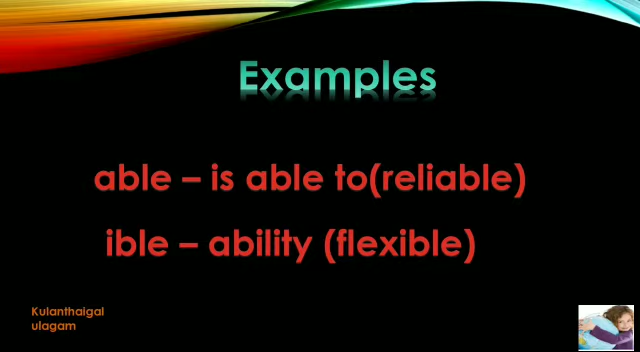 Examples
able – is able to(reliable)
ible – ability (flexible)
Kulanthaigal
ulagam